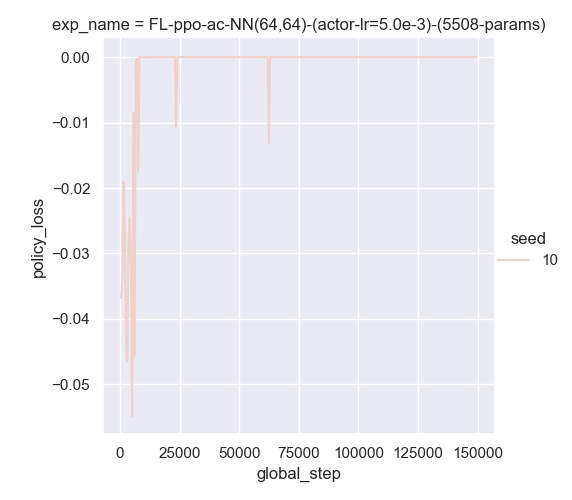 exp_name = FL-ppo-ac-NN(64,64)-(actor-lr=5.0e-3)-(5508-params)
0.00
−0.01
−0.02
−0.03
−0.04
−0.05
policy_loss
seed
10
0 25000 50000 75000 100000 125000 150000
global_step